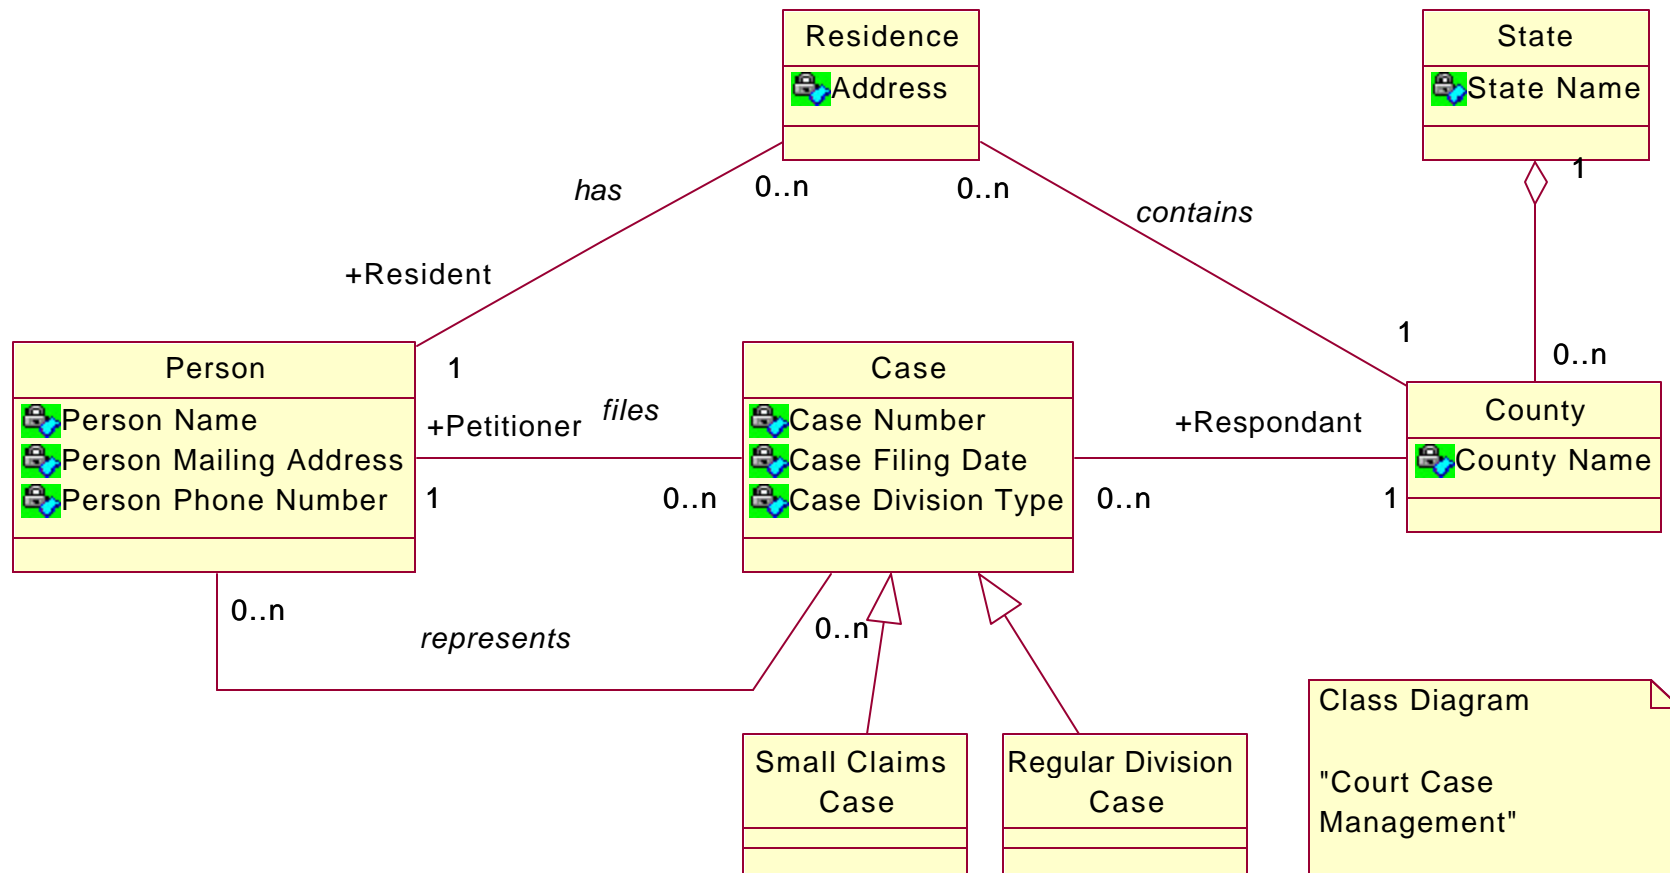 Residence
Address
State
State Name
1
has
0..n
0..n
contains
+Resident
1
0..n
Person
Person Name
Person Mailing Address
Person Phone Number
1
+Petitioner
files
1
0..n
Case
Case Number
Case Filing Date
Case Division Type
+Respondant
0..n
1
County
County Name
0..n
represents
0..n
Small Claims
Case
Regular Division
Case
Class Diagram
"Court Case
Management"